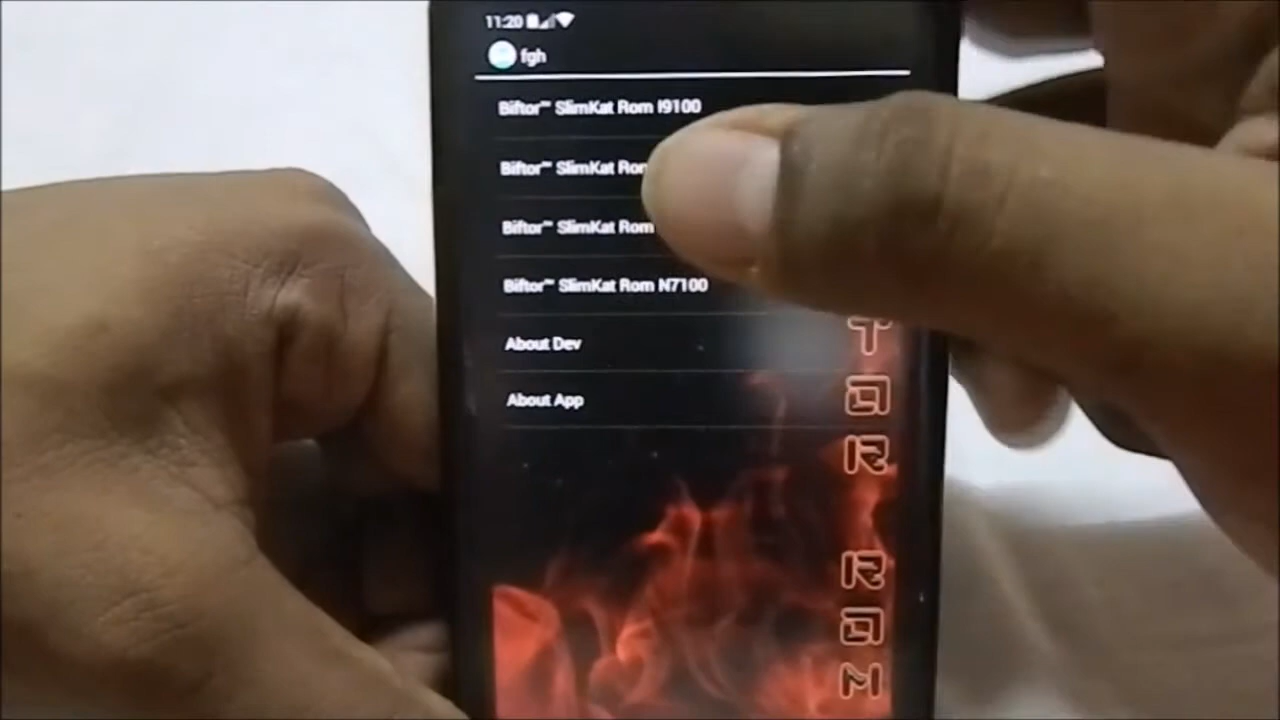 11:20
fgh
Biftor™ SlimKat Rom I9100
Biftor™ SlimKat Rom
Biftor™ SlimKat Rom
Biftor™ SlimKat Rom N7100
About Dev
About App
T
A
R
R
O
M